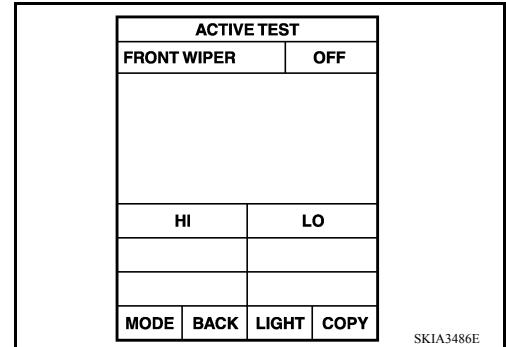 ACTIVE TEST
FRONT WIPER OFF
HI LO
MODE BACK LIGHT COPY
SKIA3486E